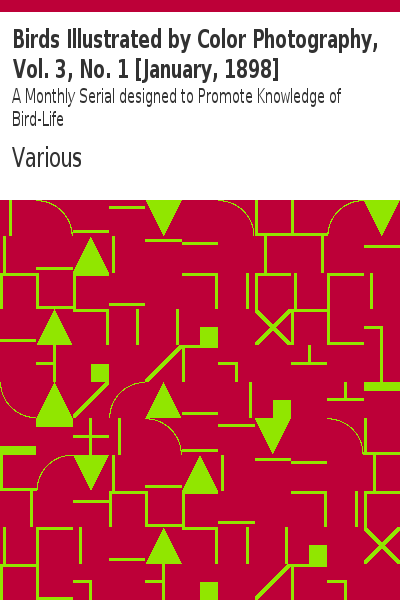 Birds Illustrated by Color Photography,
Vol. 3, No. 1 [January, 1898]
A Monthly Serial designed to Promote Knowledge of
Bird-Life
Various